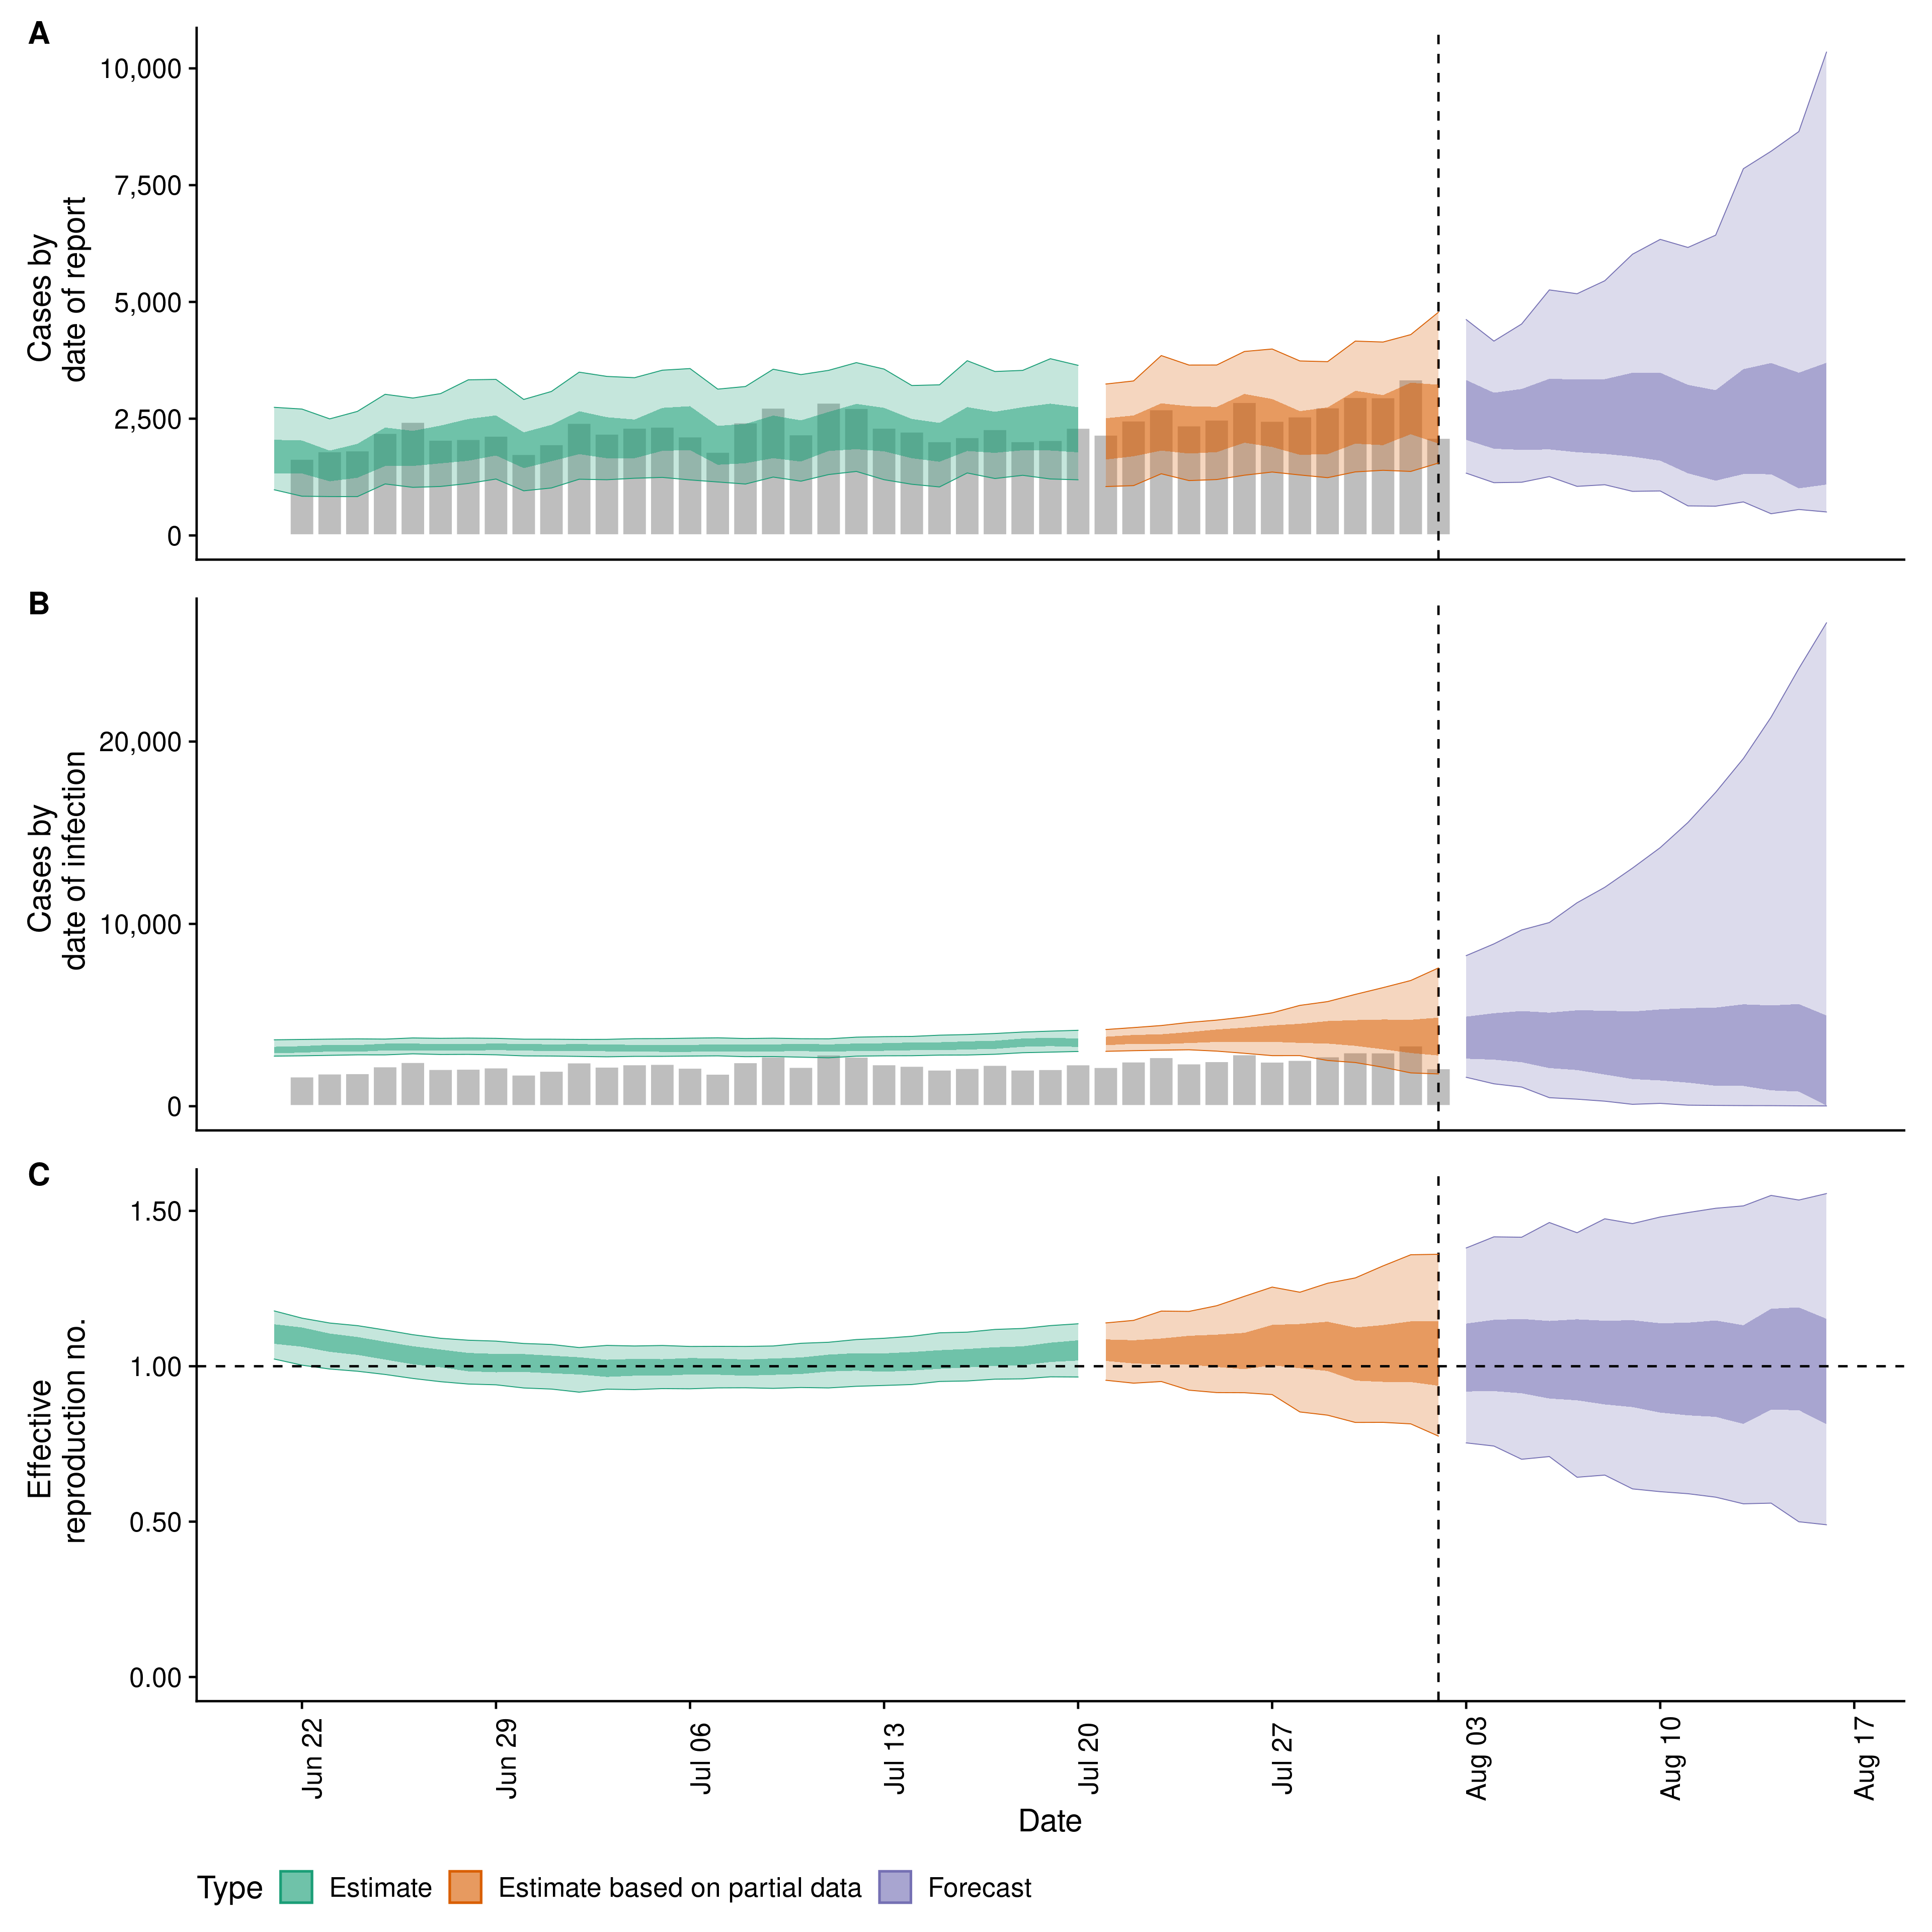 A
10,000
7,500
5,000
2,500
0
Cases by
date of report
B
20,000
10,000
0
Cases by
date of infection
C
1.50
1.00
0.50
0.00
Effective
reproduction no.
Jun 22
Jun 29
Jul 06
Jul 13
Jul 20
Jul 27
Aug 03
Aug 10
Aug 17
Date
Type Estimate Estimate based on partial data Forecast